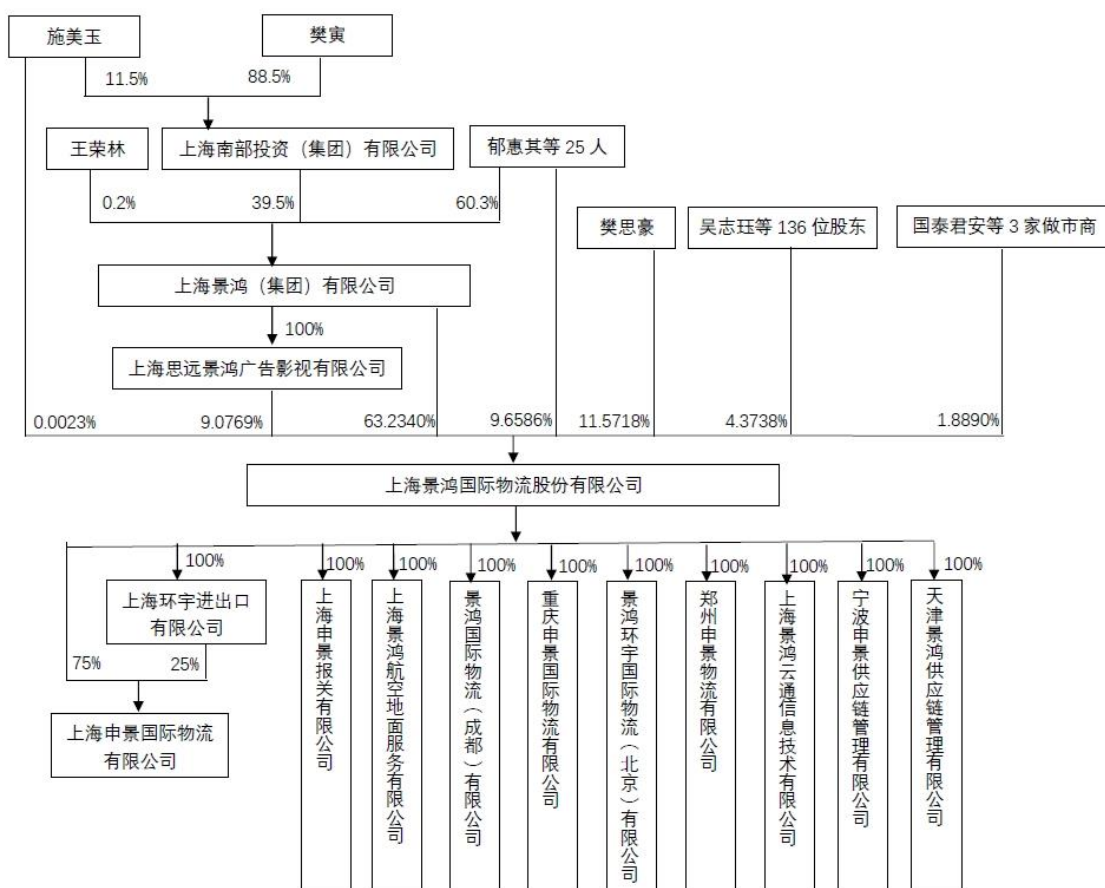 施美玉
樊寅
11.5%
88.5%
王荣林
上海南部投资（集团）有限公司
郁惠其等 25 人
0.2%
39.5%
60.3%
樊思豪
吴志珏等 136 位股东
国泰君安等 3 家做市商
上海景鸿（集团）有限公司
100%
上海思远景鸿广告影视有限公司
0.0023%
9.0769%
63.2340%
9.6586%
11.5718%
4.3738%
1.8890%
上海景鸿国际物流股份有限公司
100%
100%
100%
100%
100%
100%
100%
100%
100%
100%
上海环宇进出口
有限公司
75%
25%
上海申景国际物流
有限公司
上海申景报关有限公司
上海景鸿航空地面服务有限公司
景鸿国际物流（成都）有限公司
重庆申景国际物流有限公司
景鸿环宇国际物流（北京）有限公司
郑州申景物流有限公司
上海景鸿云通信息技术有限公司
宁波申景供应链管理有限公司
天津景鸿供应链管理有限公司